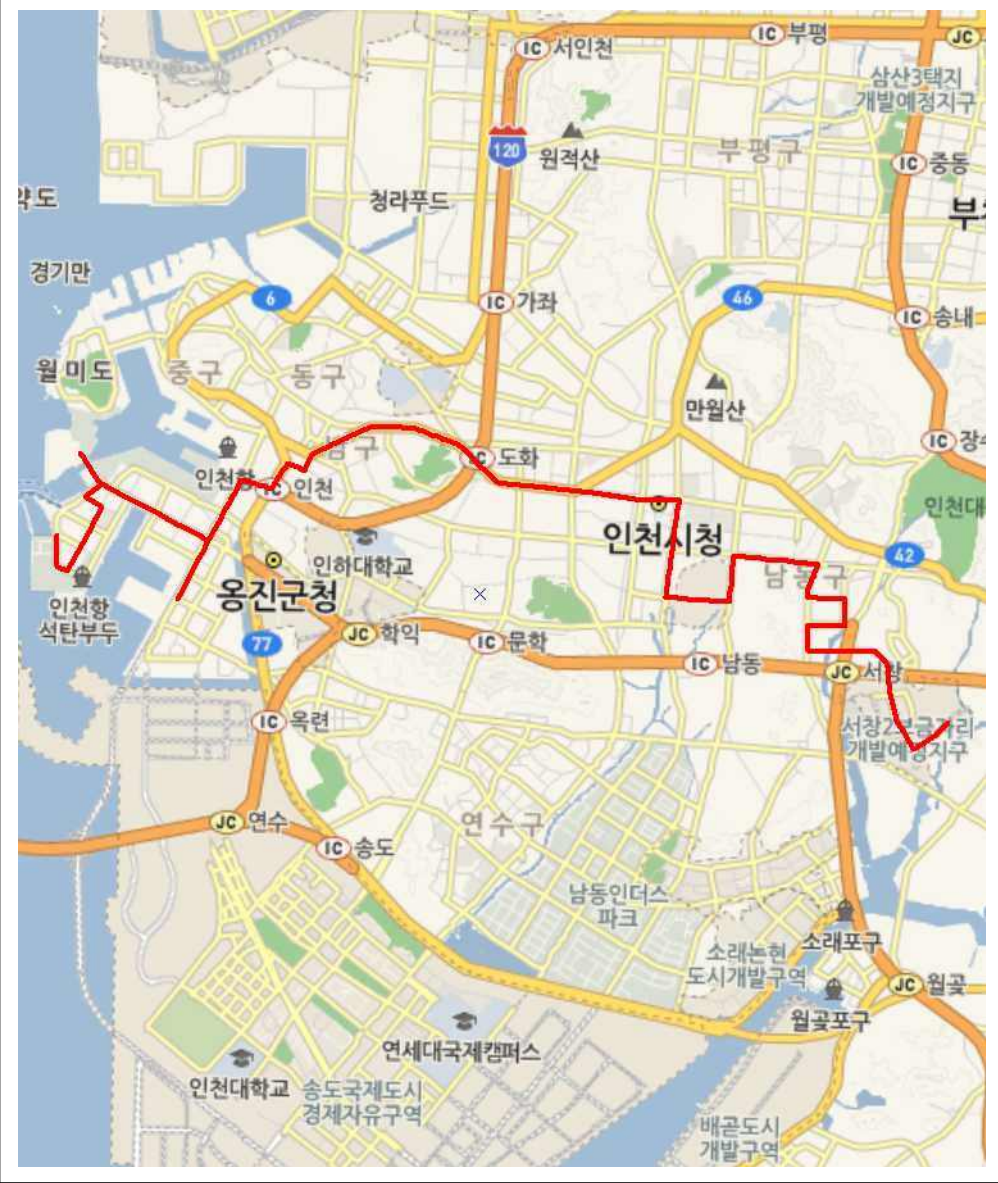 IC 서인천
IC 부평
JC
삼산3택지
개발예정지구
120
원적산
부평구
IC 중동
약도
청라푸드
부천
경기만
6
IC 가좌
46
IC 송내
월미도
중구
동구
만월산
남구
IC 도화
IC 장수
인천항
IC 인천
인천시청
인천대
인하대학교
42
남동구
옹진군청
인천항
석탄부두
77
JC 학익
IC 문학
IC 남동
JC 서창
IC 옥련
서창2보금자리
개발예정지구
JC 연수
IC 송도
연수구
남동인더스
파크
소래포구
소래논현
도시개발구역
JC 월곶
월곶포구
연세대국제캠퍼스
인천대학교
송도국제도시
경제자유구역
배곧도시
개발구역